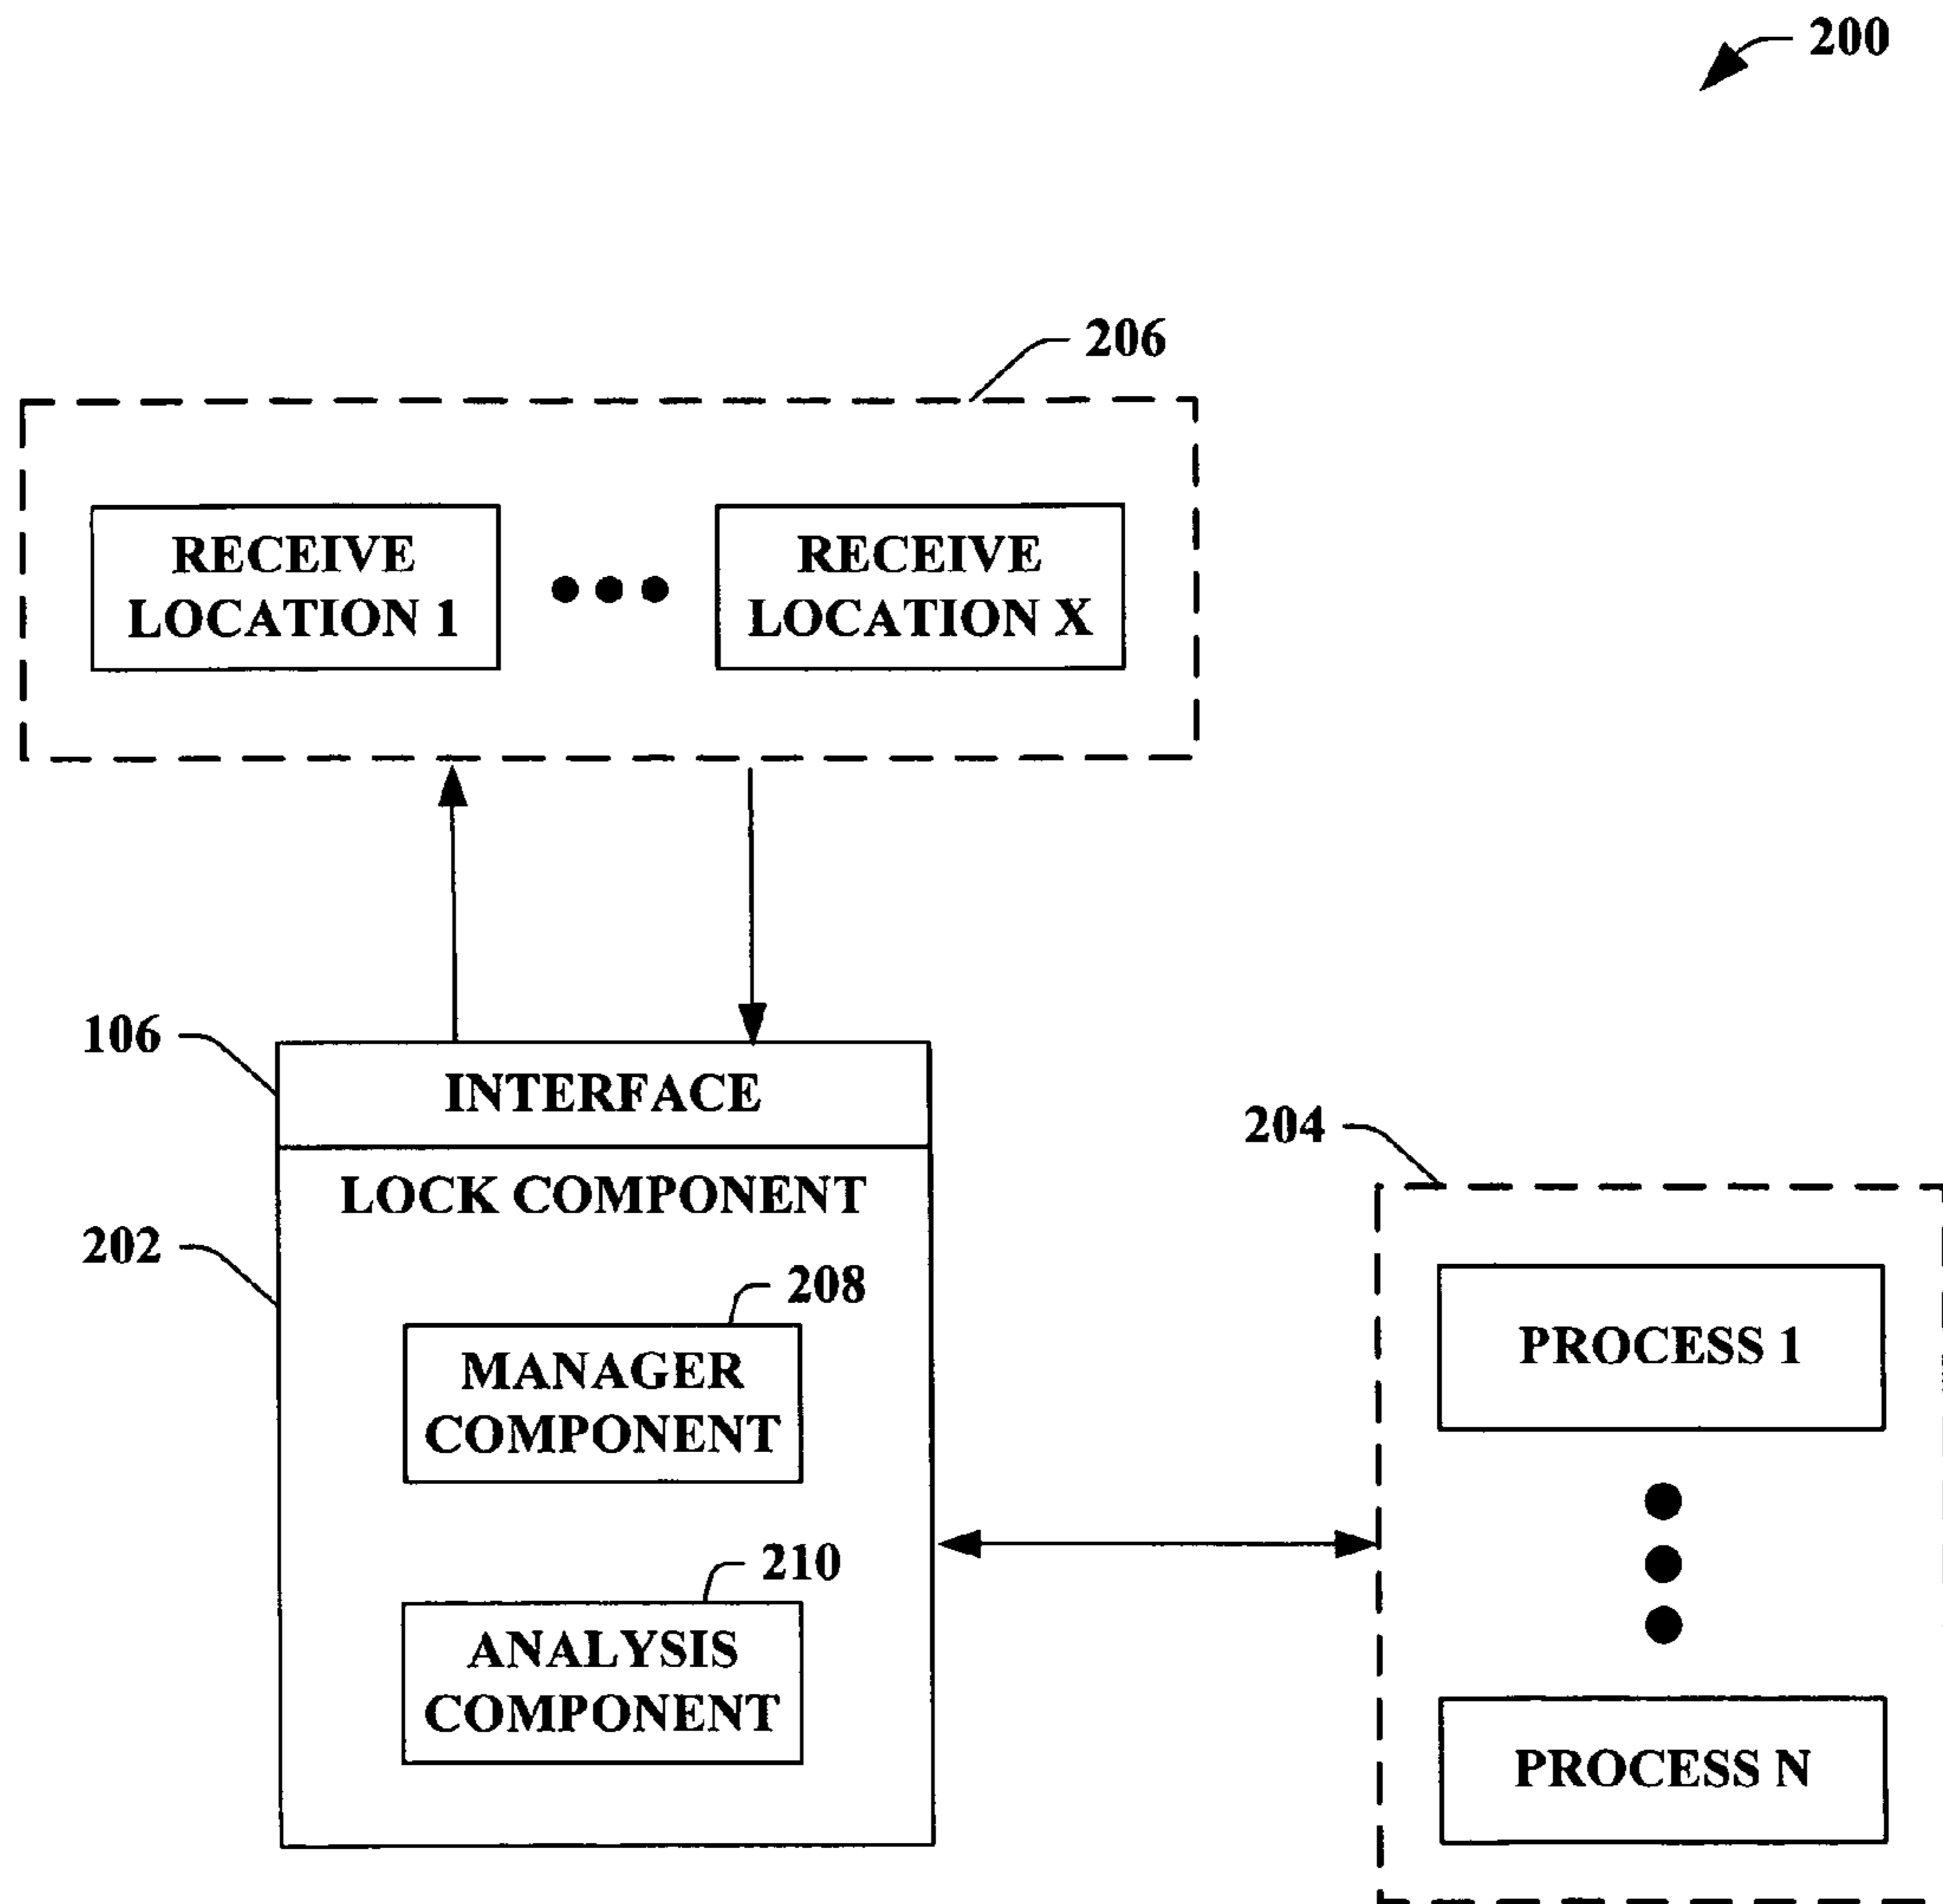 200
206
RECEIVE
LOCATION 1
RECEIVE
LOCATION X
106
INTERFACE
LOCK COMPONENT
202
208
MANAGER
COMPONENT
210
ANALYSIS
COMPONENT
204
PROCESS 1
PROCESS N